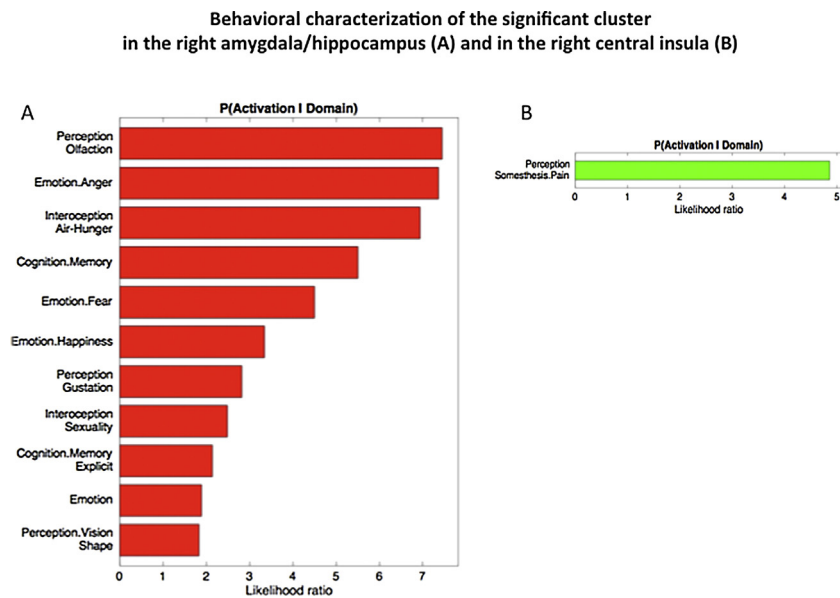 Behavioral characterization of the significant cluster
in the right amygdala/hippocampus (A) and in the right central insula (B)
A
P(Activation I Domain)
Perception
Olfaction
Emotion.Anger
Interoception
Air-Hunger
Cognition.Memory
Emotion.Fear
Emotion.Happiness
Perception
Gustation
Interoception
Sexuality
Cognition.Memory
Explicit
Emotion
Perception.Vision
Shape
0 1 2 3 4 5 6 7
Likelihood ratio
B
P(Activation I Domain)
Perception
Somesthesis.Pain
0 1 2 3 4 5
Likelihood ratio